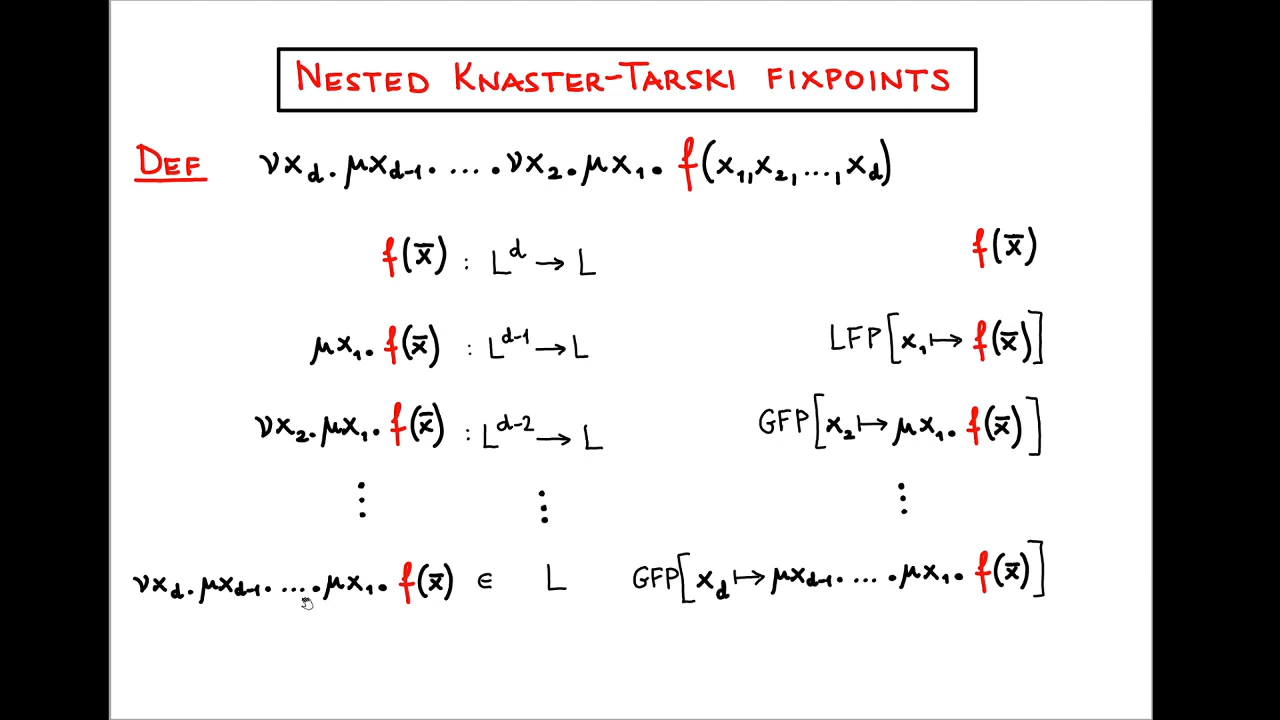 NESTED KNASTER-TARSKI FIXPOINTS
DEF νx_d. μx_{d-1}. .... νx_2. μx_1. f(x_1, x_2, ..., x_d)
f(x̄) : L^d → L f(x̄)
μx_1. f(x̄) : L^{d-1} → L LFP[x_1 ↦ f(x̄)]
νx_2. μx_1. f(x̄) : L^{d-2} → L GFP[x_2 ↦ μx_1. f(x̄)]
⋮ ⋮ ⋮
νx_d. μx_{d-1}. .... μx_1. f(x̄) ∈ L GFP[x_d ↦ μx_{d-1}. .... μx_1. f(x̄)]